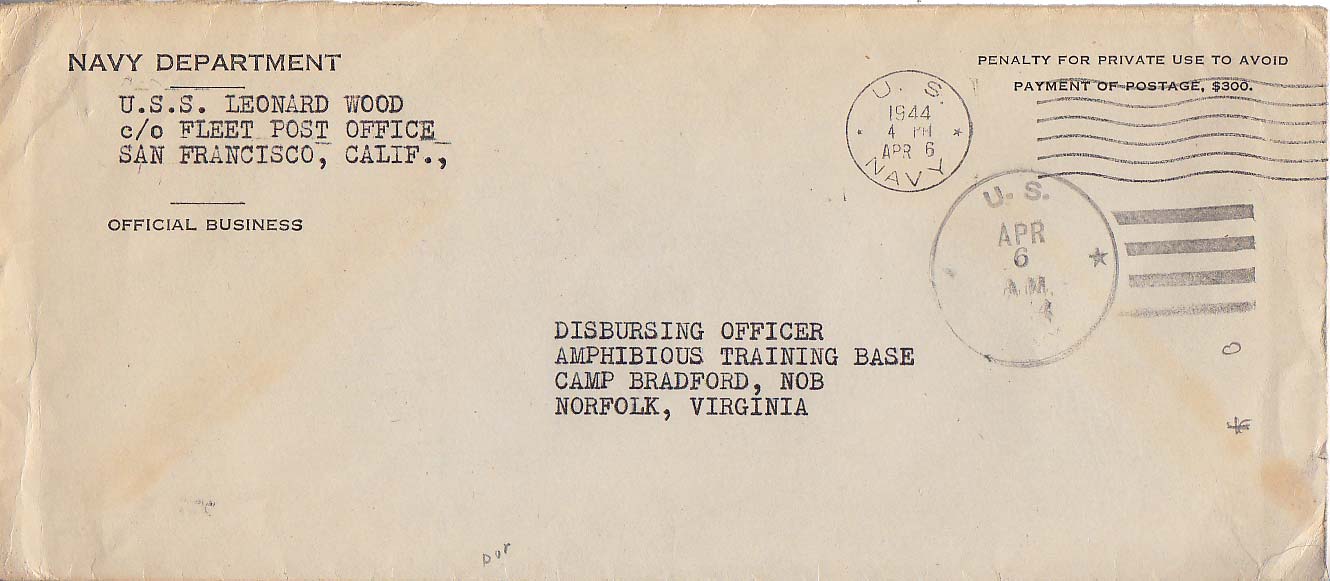 NAVY DEPARTMENT
U.S.S. LEONARD WOOD
c/o FLEET POST OFFICE
SAN FRANCISCO, CALIF.,
OFFICIAL BUSINESS
PENALTY FOR PRIVATE USE TO AVOID
PAYMENT OF POSTAGE, $300.
U. S.
1944
4 PM
APR 6
NAVY
U. S.
APR
6
A.M.
DISBURSING OFFICER
AMPHIBIOUS TRAINING BASE
CAMP BRADFORD, NOB
NORFOLK, VIRGINIA